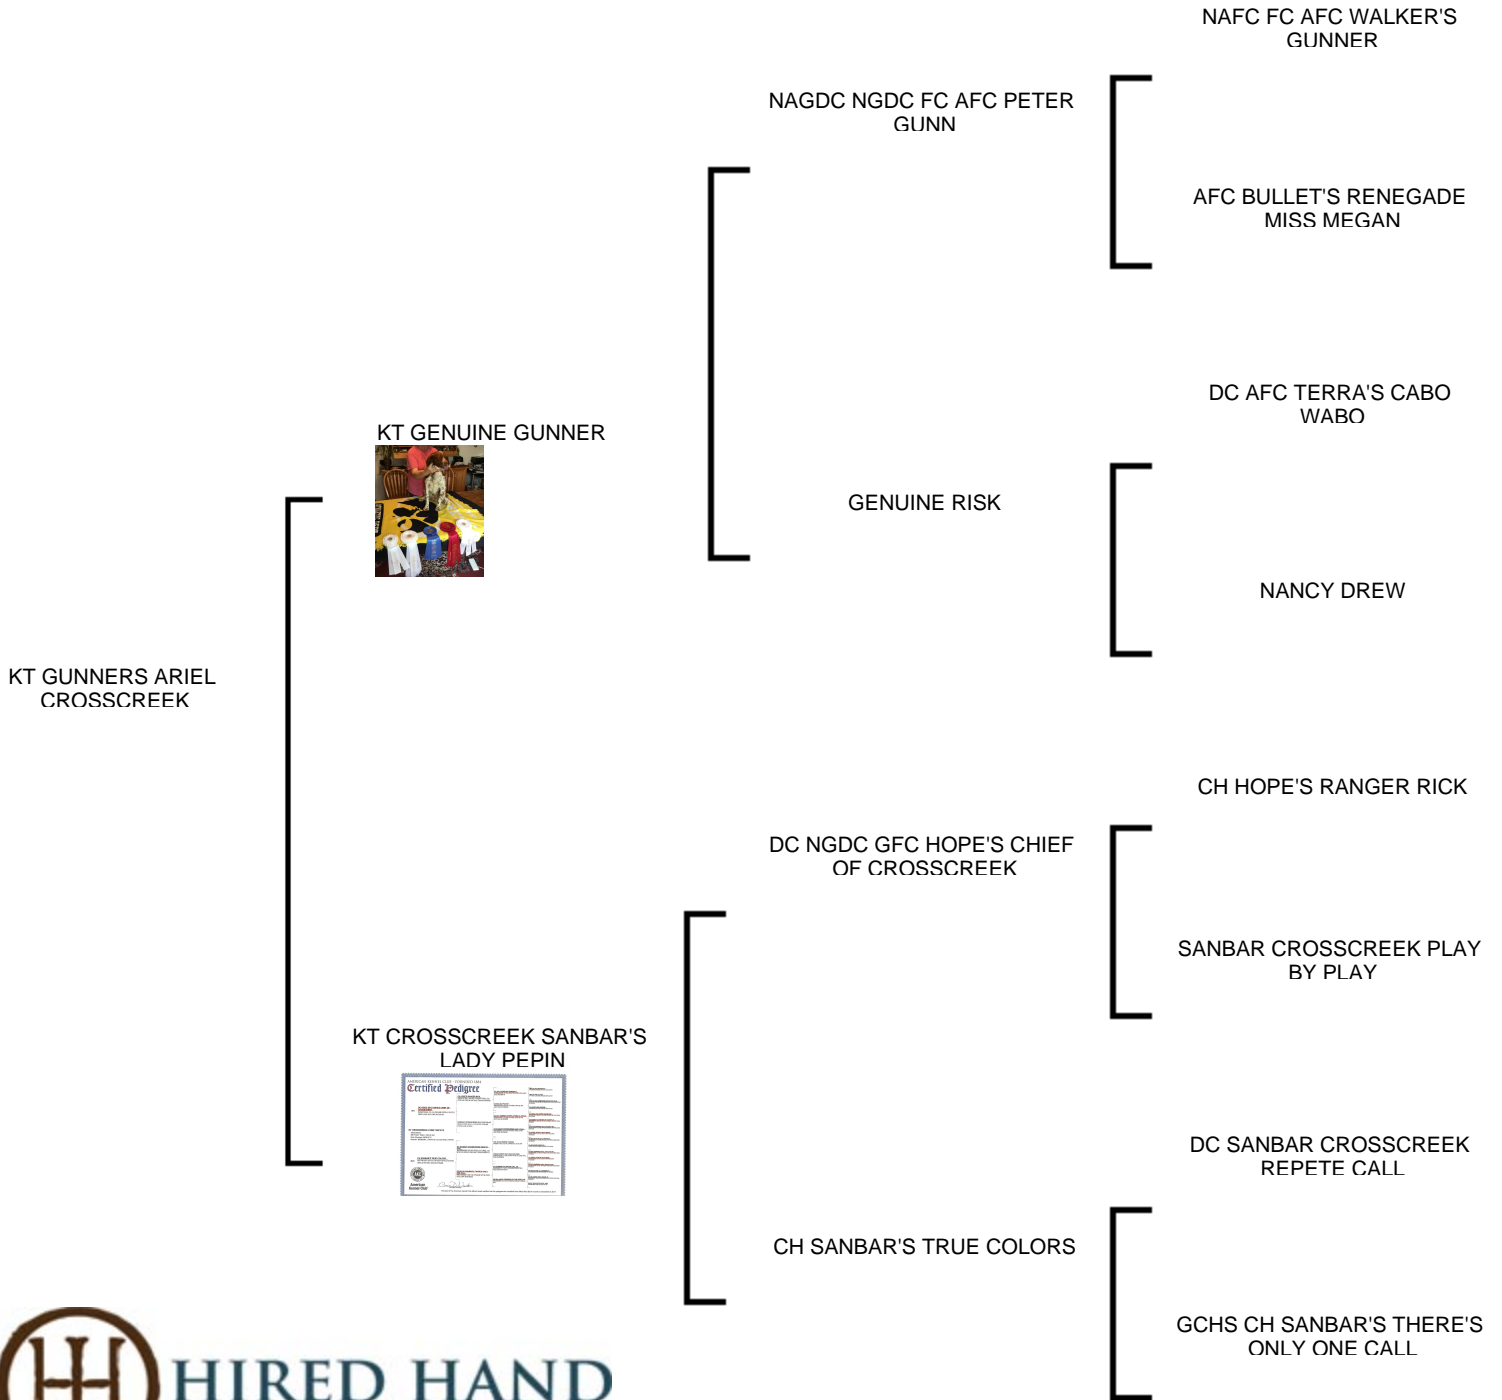 NAFC FC AFC WALKER'S
GUNNER
NAGDC NGDC FC AFC PETER
GUNN
AFC BULLET'S RENEGADE
MISS MEGAN
DC AFC TERRA'S CABO
WABO
KT GENUINE GUNNER
GENUINE RISK
NANCY DREW
KT GUNNERS ARIEL
CROSSCREEK
CH HOPE'S RANGER RICK
DC NGDC GFC HOPE'S CHIEF
OF CROSSCREEK
SANBAR CROSSCREEK PLAY
BY PLAY
KT CROSSCREEK SANBAR'S
LADY PEPIN
Certified Pedigree
American
Kennel Club
DC SANBAR CROSSCREEK
REPETE CALL
CH SANBAR'S TRUE COLORS
GCHS CH SANBAR'S THERE'S
ONLY ONE CALL
HIRED HAND